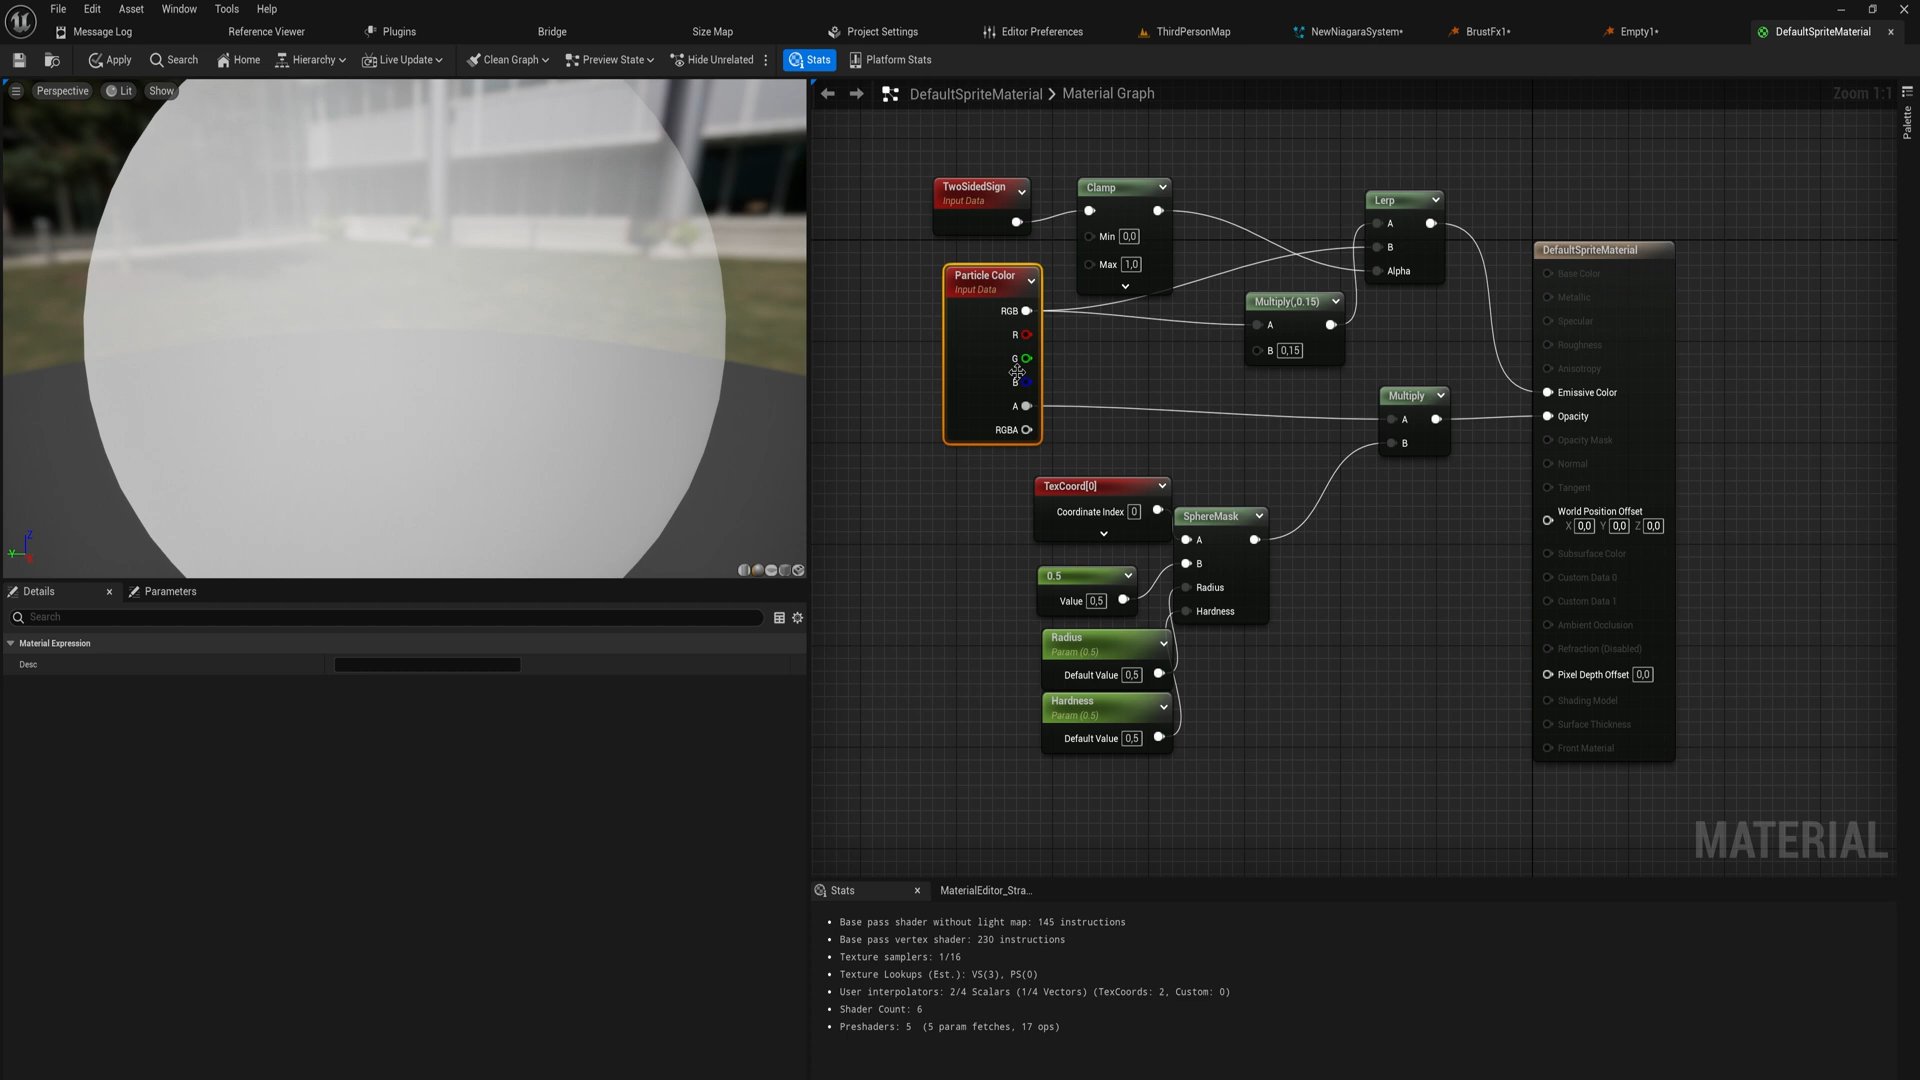 File Edit Asset Window Tools Help
Message Log Reference Viewer Plugins Bridge Size Map Project Settings Editor Preferences ThirdPersonMap NewNiagaraSystem* BrustFx1* Empty1* DefaultSpriteMaterial
Apply Search Home Hierarchy Live Update Clean Graph Preview State Hide Unrelated Stats Platform Stats
Perspective Lit Show
DefaultSpriteMaterial > Material Graph
Zoom 1:1
Palette
TwoSidedSign
Input Data
Clamp
Min 0,0
Max 1,0
Lerp
A
B
Alpha
Particle Color
Input Data
RGB
R
G
B
A
RGBA
Multiply(,0.15)
A
B 0,15
Multiply
A
B
TexCoord[0]
Coordinate Index 0
SphereMask
A
B
Radius
Hardness
0.5
Value 0,5
Radius
Param (0.5)
Default Value 0,5
Hardness
Param (0.5)
Default Value 0,5
DefaultSpriteMaterial
Base Color
Metallic
Specular
Roughness
Anisotropy
Emissive Color
Opacity
Opacity Mask
Normal
Tangent
World Position Offset
X 0,0 Y 0,0 Z 0,0
Subsurface Color
Custom Data 0
Custom Data 1
Ambient Occlusion
Refraction (Disabled)
Pixel Depth Offset 0,0
Shading Model
Surface Thickness
Front Material
MATERIAL
Z
Y
X
Details Parameters
Search
Material Expression
Desc
Stats MaterialEditor_Stra...
• Base pass shader without light map: 145 instructions
• Base pass vertex shader: 230 instructions
• Texture samplers: 1/16
• Texture Lookups (Est.): VS(3), PS(0)
• User interpolators: 2/4 Scalars (1/4 Vectors) (TexCoords: 2, Custom: 0)
• Shader Count: 6
• Preshaders: 5 (5 param fetches, 17 ops)